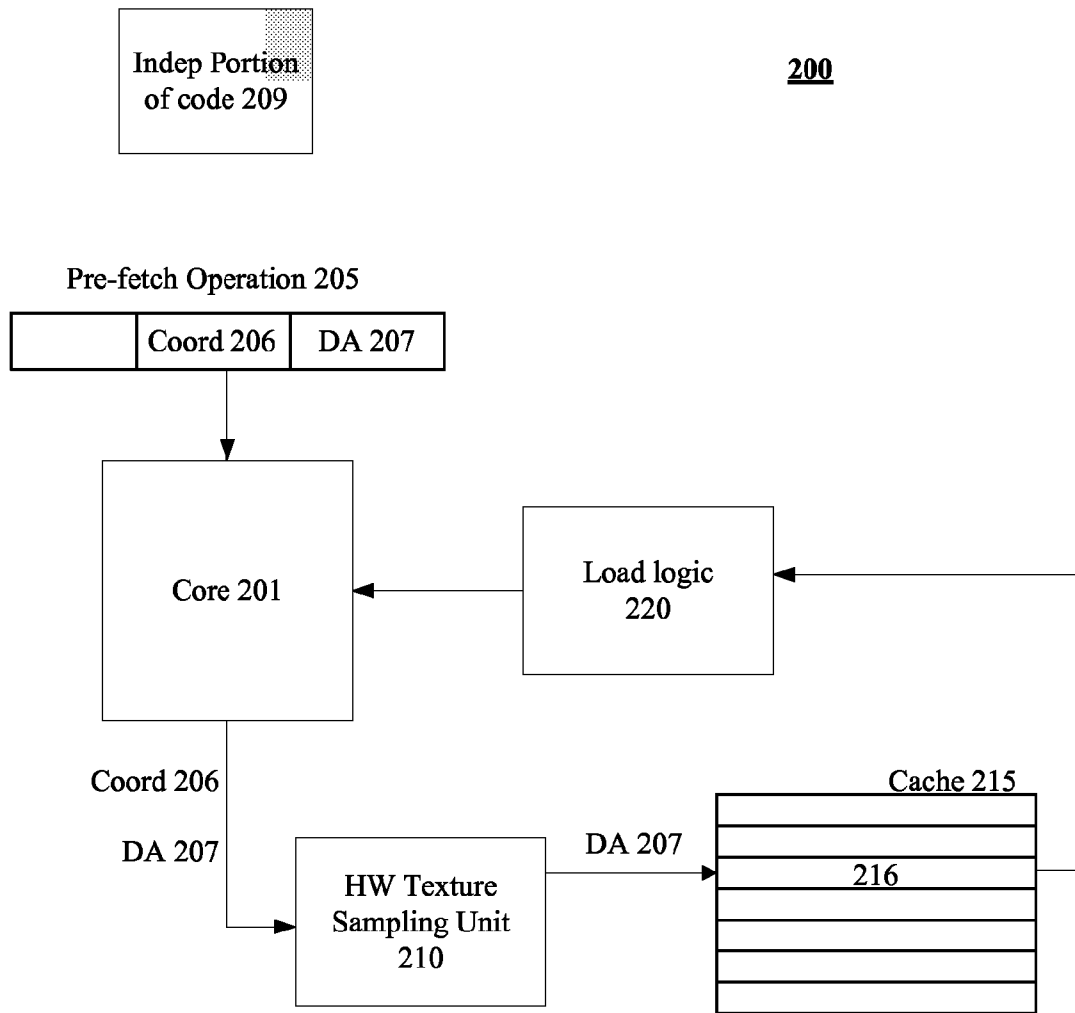 Indep Portion
of code 209
200
Pre-fetch Operation 205
Coord 206
DA 207
Core 201
Load logic
220
Coord 206
DA 207
HW Texture
Sampling Unit
210
DA 207
Cache 215
216